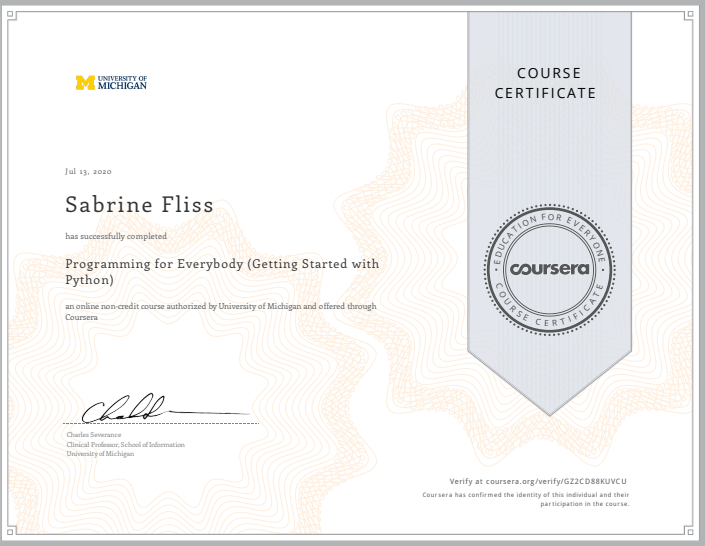 UNIVERSITY OF
MICHIGAN
COURSE
CERTIFICATE
Jul 13, 2020
Sabrine Fliss
has successfully completed
Programming for Everybody (Getting Started with
Python)
an online non-credit course authorized by University of Michigan and offered through
Coursera
EDUCATION FOR EVERYONE
coursera
COURSE CERTIFICATE
Charles Severance
Clinical Professor, School of Information
University of Michigan
Verify at coursera.org/verify/GZ2CD88KUVCU
Coursera has confirmed the identity of this individual and their
participation in the course.